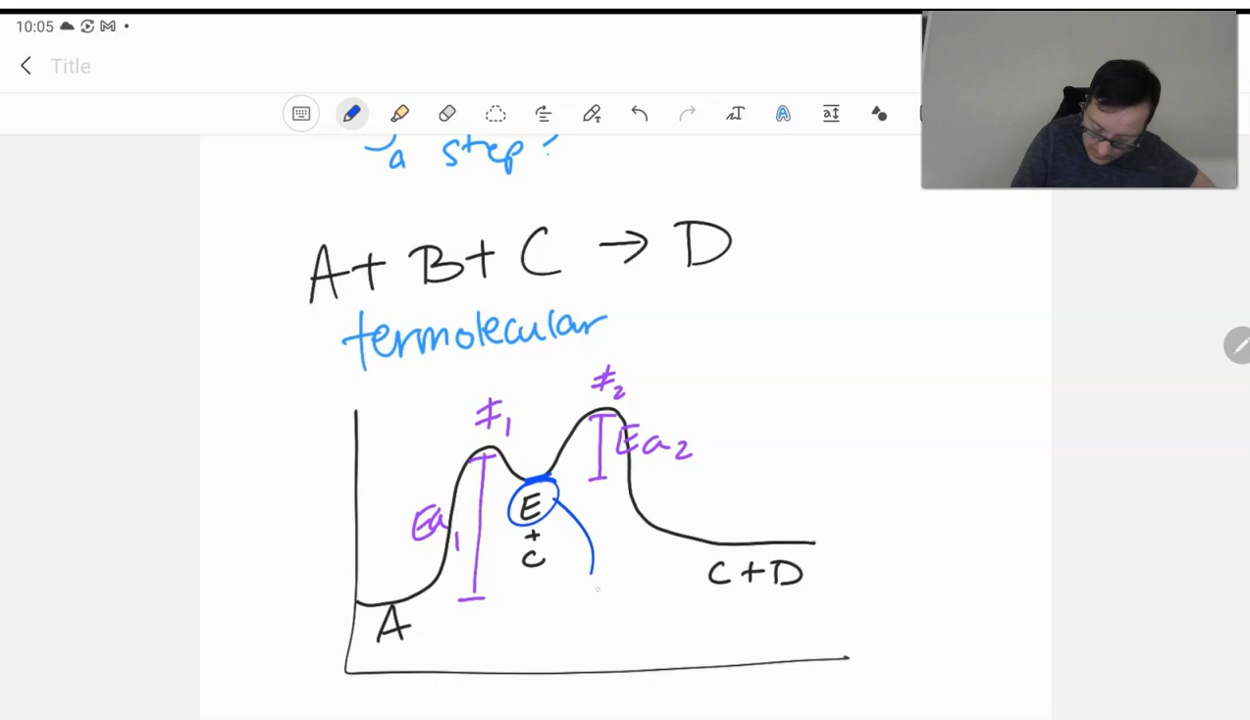 10:05
Title
a step?
A + B + C → D
termolecular
‡2
‡1
Ea2
Ea1
E
+
C
C + D
A